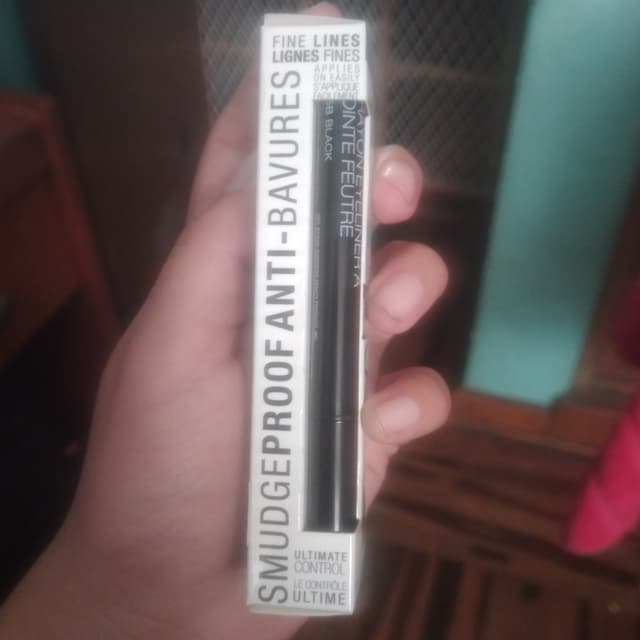 FINE LINES
LIGNES FINES
APPLIES
ON EASILY
S'APPLIQUE
FACILEMENT
SMUDGEPROOF ANTI-BAVURES
EYELINER À
POINTE FEUTRE
BLACK
ULTIMATE
CONTROL
LE CONTRÔLE
ULTIME